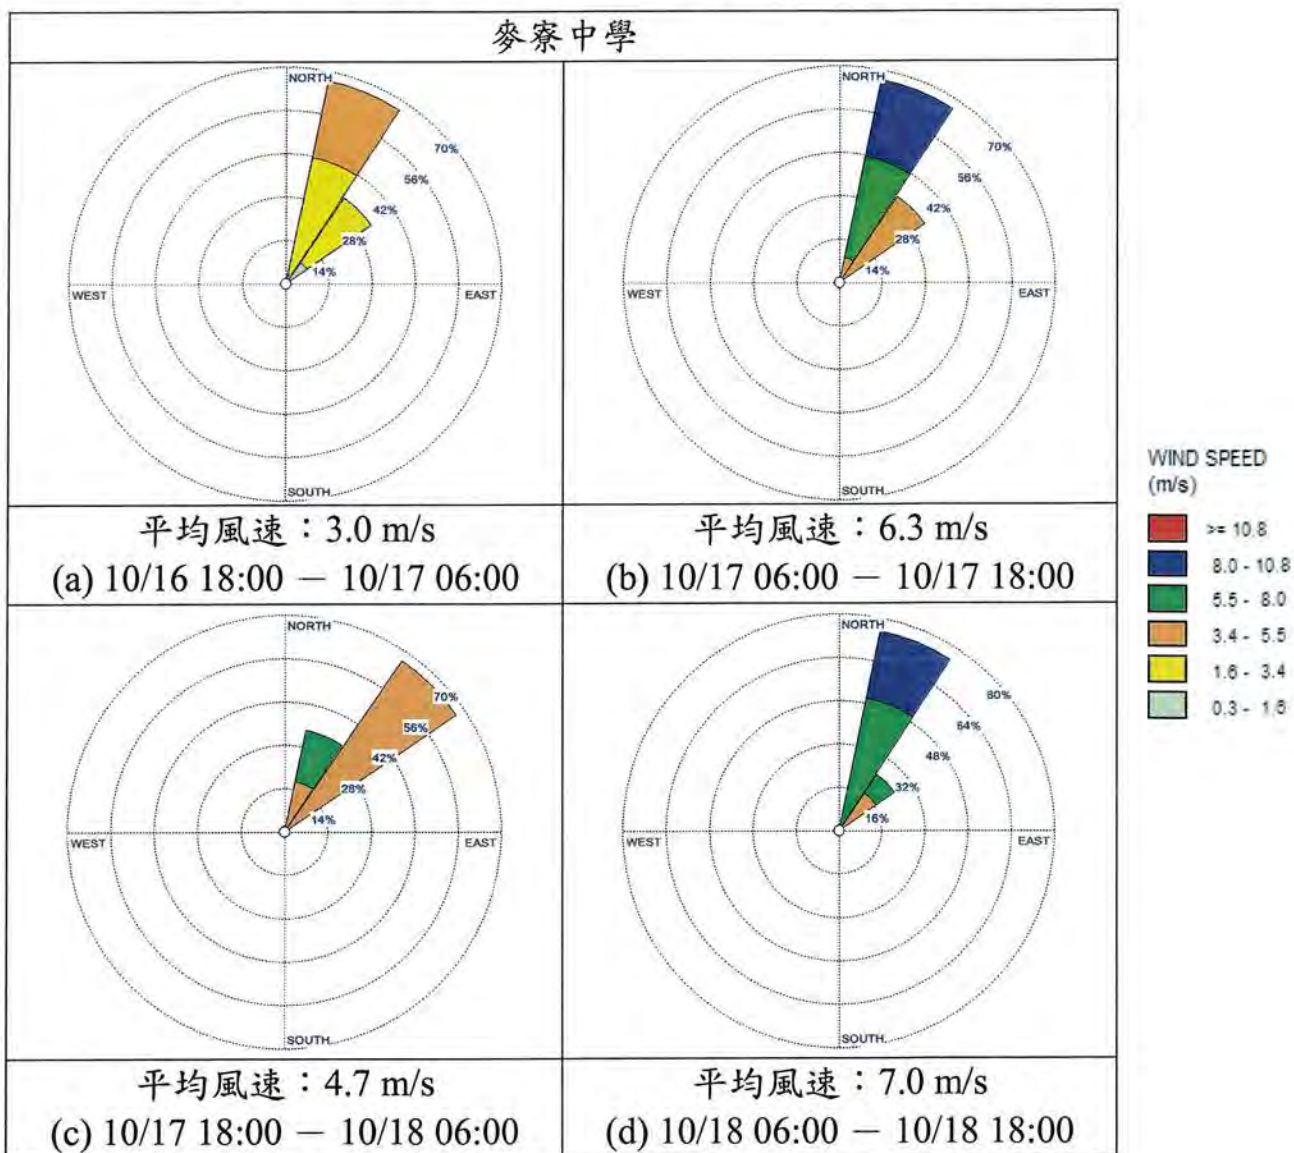 麥寮中學
NORTH
70%
56%
42%
28%
14%
WEST
EAST
SOUTH
NORTH
70%
56%
42%
28%
14%
WEST
EAST
SOUTH
平均風速：3.0 m/s
(a) 10/16 18:00 － 10/17 06:00
平均風速：6.3 m/s
(b) 10/17 06:00 － 10/17 18:00
NORTH
70%
56%
42%
28%
14%
WEST
EAST
SOUTH
NORTH
80%
64%
48%
32%
16%
WEST
EAST
SOUTH
平均風速：4.7 m/s
(c) 10/17 18:00 － 10/18 06:00
平均風速：7.0 m/s
(d) 10/18 06:00 － 10/18 18:00
WIND SPEED
(m/s)
>= 10.8
8.0 - 10.8
5.5 - 8.0
3.4 - 5.5
1.6 - 3.4
0.3 - 1.6